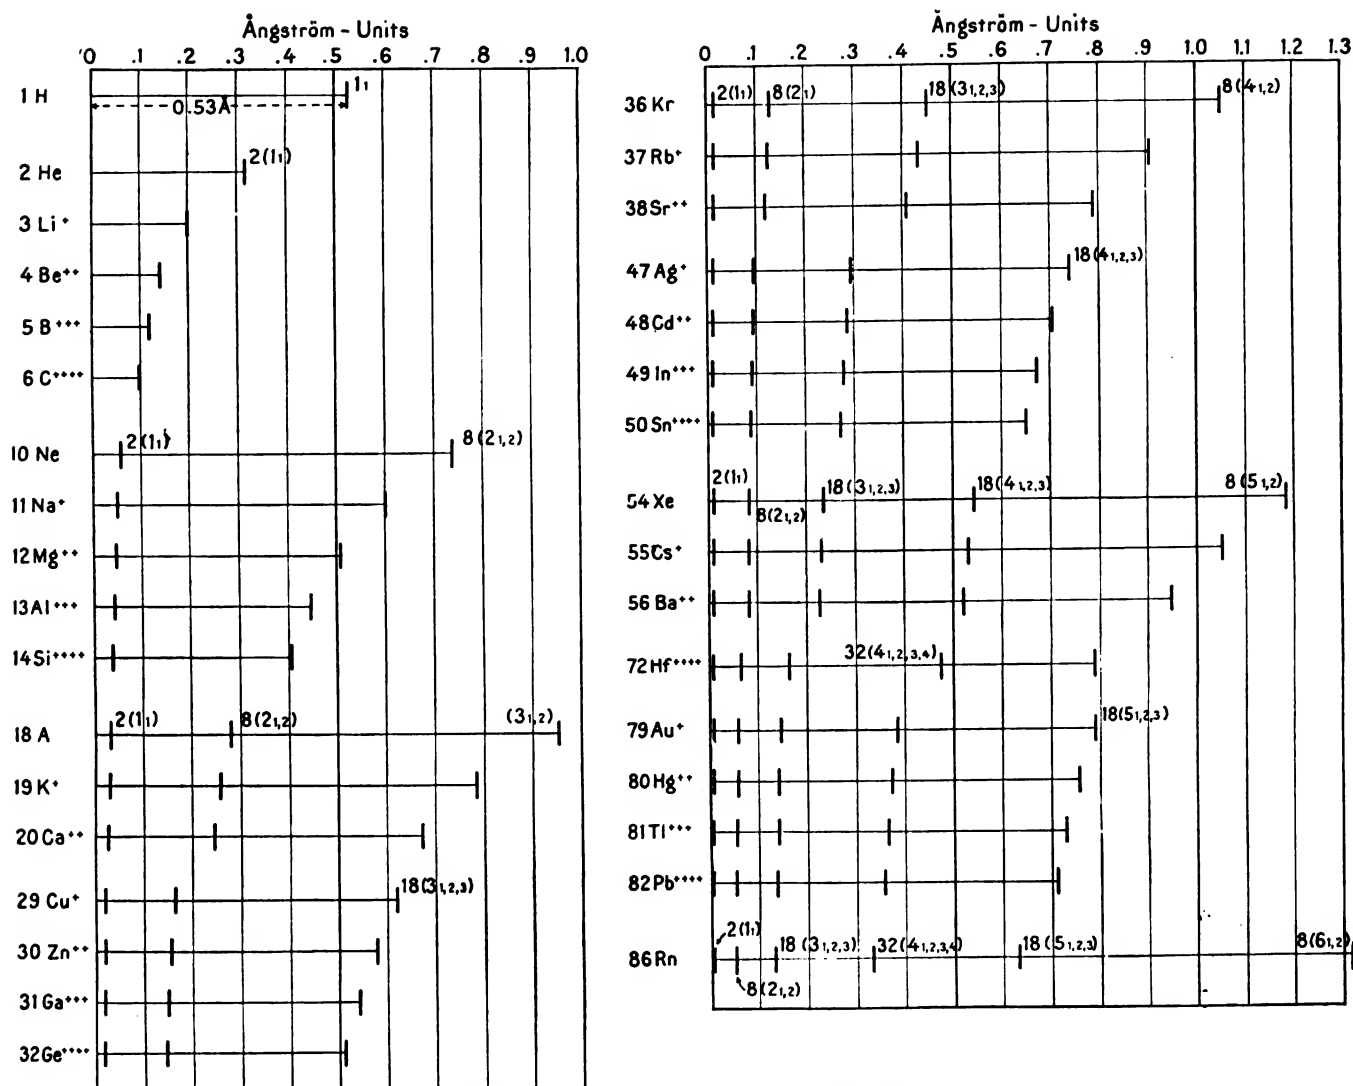 Ångström - Units
0 .1 .2 .3 .4 .5 .6 .7 .8 .9 1.0
1 H 1₁
0.53Å
2 He 2(1₁)
3 Li⁺
4 Be⁺⁺
5 B⁺⁺⁺
6 C⁺⁺⁺⁺
10 Ne 2(1₁) 8(2₁,₂)
11 Na⁺
12 Mg⁺⁺
13 Al⁺⁺⁺
14 Si⁺⁺⁺⁺
18 A 2(1₁) 8(2₁,₂) (3₁,₂)
19 K⁺
20 Ca⁺⁺
29 Cu⁺ 18(3₁,₂,₃)
30 Zn⁺⁺
31 Ga⁺⁺⁺
32 Ge⁺⁺⁺⁺
Ångström - Units
0 .1 .2 .3 .4 .5 .6 .7 .8 .9 1.0 1.1 1.2 1.3
36 Kr 2(1₁) 8(2₁) 18(3₁,₂,₃) 8(4₁,₂)
37 Rb⁺
38 Sr⁺⁺
47 Ag⁺ 18(4₁,₂,₃)
48 Cd⁺⁺
49 In⁺⁺⁺
50 Sn⁺⁺⁺⁺
54 Xe 2(1₁) 18(3₁,₂,₃) 18(4₁,₂,₃) 8(5₁,₂)
8(2₁,₂)
55 Cs⁺
56 Ba⁺⁺
72 Hf⁺⁺⁺⁺ 32(4₁,₂,₃,₄)
79 Au⁺ 18(5₁,₂,₃)
80 Hg⁺⁺
81 Tl⁺⁺⁺
82 Pb⁺⁺⁺⁺
2(1₁)
86 Rn 18(3₁,₂,₃) 32(4₁,₂,₃,₄) 18(5₁,₂,₃) 8(6₁,₂)
8(2₁,₂)